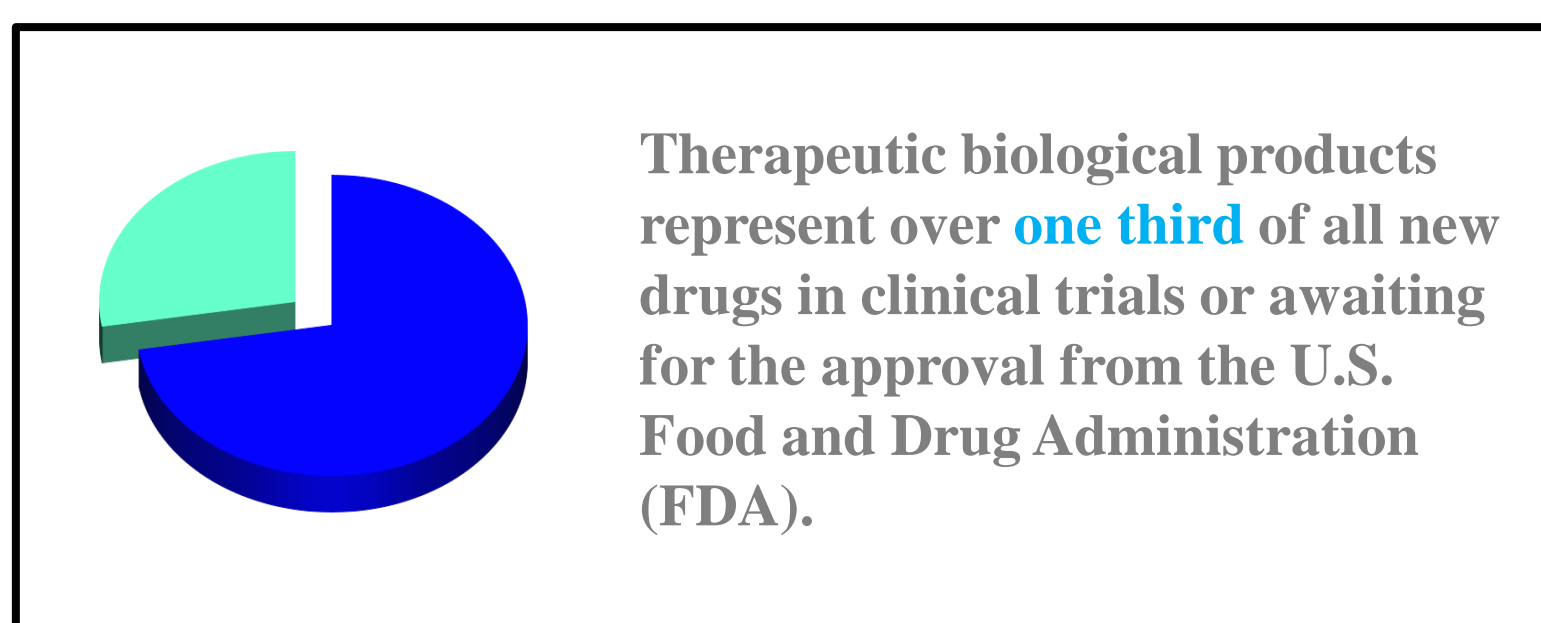 Therapeutic biological products
represent over one third of all new
drugs in clinical trials or awaiting
for the approval from the U.S.
Food and Drug Administration
(FDA).